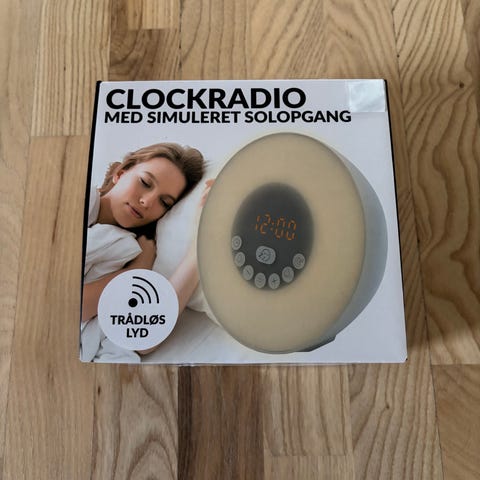 CLOCKRADIO
MED SIMULERET SOLOPGANG
12:00
TRÅDLØS
LYD